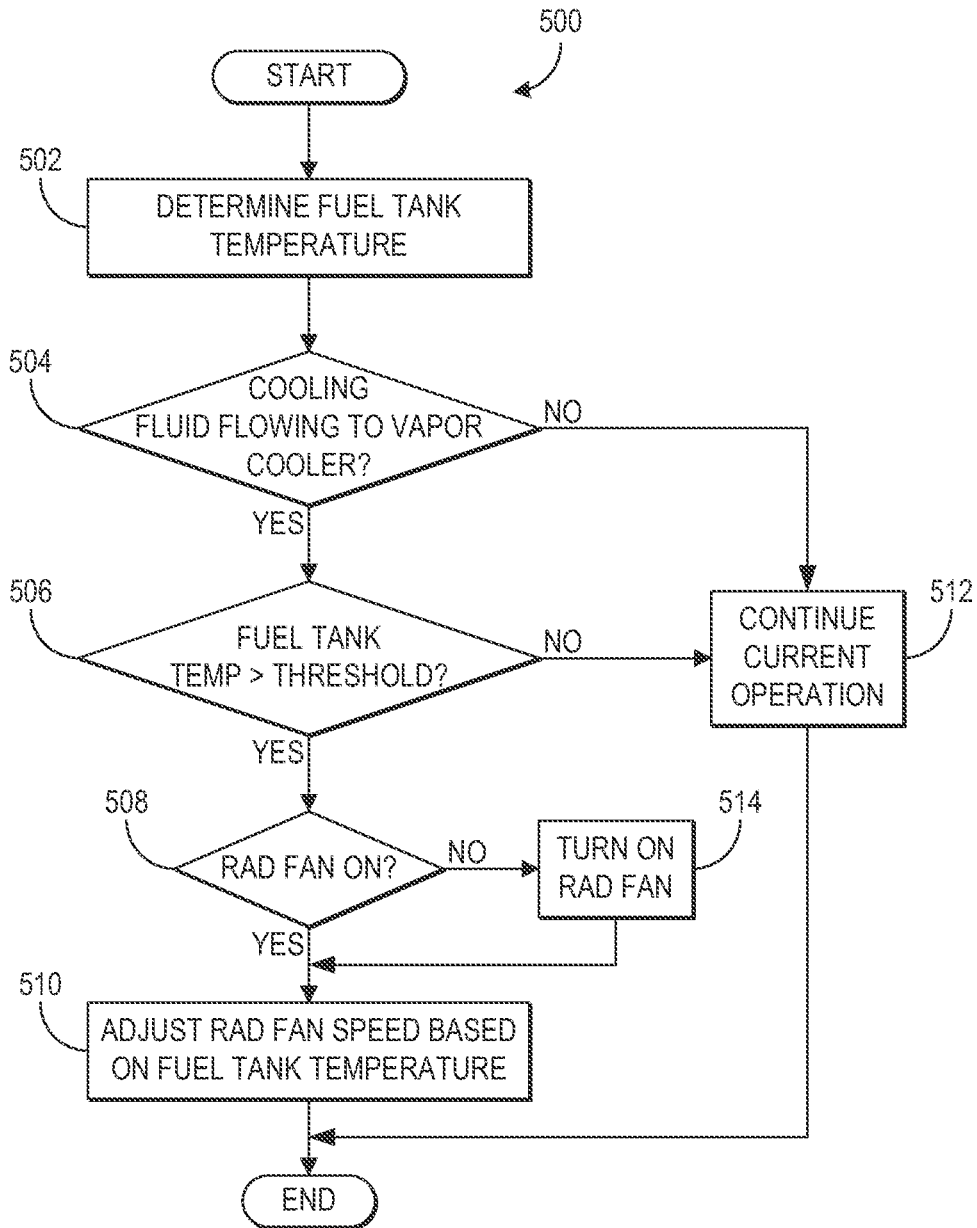 500
START
502
DETERMINE FUEL TANK
TEMPERATURE
504
COOLING
FLUID FLOWING TO VAPOR
COOLER?
NO
YES
506
FUEL TANK
TEMP > THRESHOLD?
NO
YES
CONTINUE
CURRENT
OPERATION
512
508
RAD FAN ON?
NO
YES
TURN ON
RAD FAN
514
510
ADJUST RAD FAN SPEED BASED
ON FUEL TANK TEMPERATURE
END